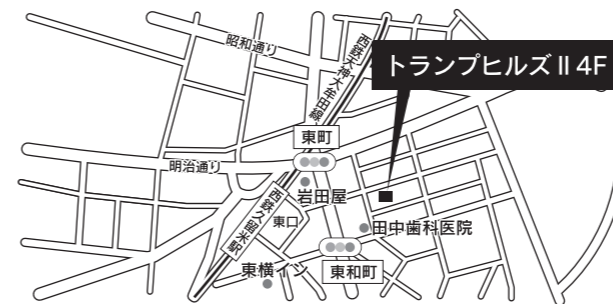 昭和通り
西鉄天神大牟田線
トランプヒルズⅡ 4F
東町
明治通り
岩田屋
西鉄久留米駅
東口
田中歯科医院
東和町
東横イン